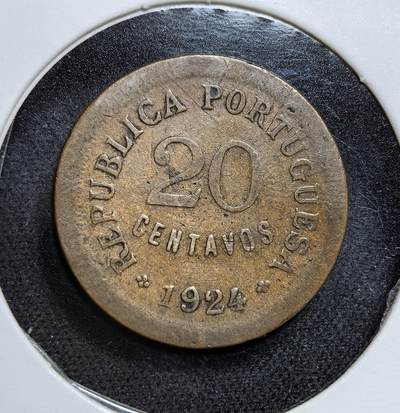 REPUBLICA PORTUGUESA
20
CENTAVOS
1924